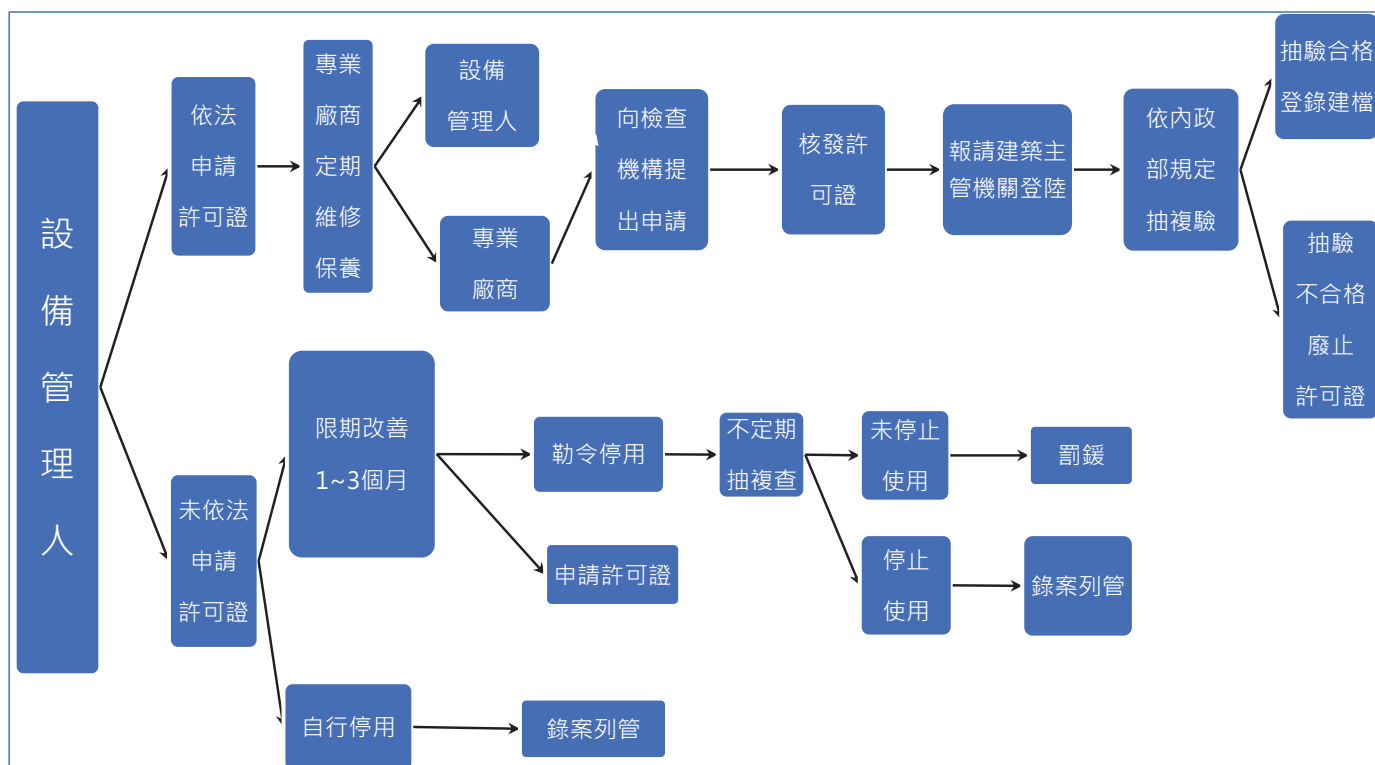 設
備
管
理
人
依法
申請
許可證
專業
廠商
定期
維修
保養
設備
管理人
專業
廠商
向檢查
機構提
出申請
核發許
可證
報請建築主
管機關登陸
依內政
部規定
抽複驗
抽驗合格
登錄建檔
抽驗
不合格
廢止
許可證
未依法
申請
許可證
限期改善
1~3個月
勒令停用
不定期
抽複查
未停止
使用
罰鍰
申請許可證
停止
使用
錄案列管
自行停用
錄案列管